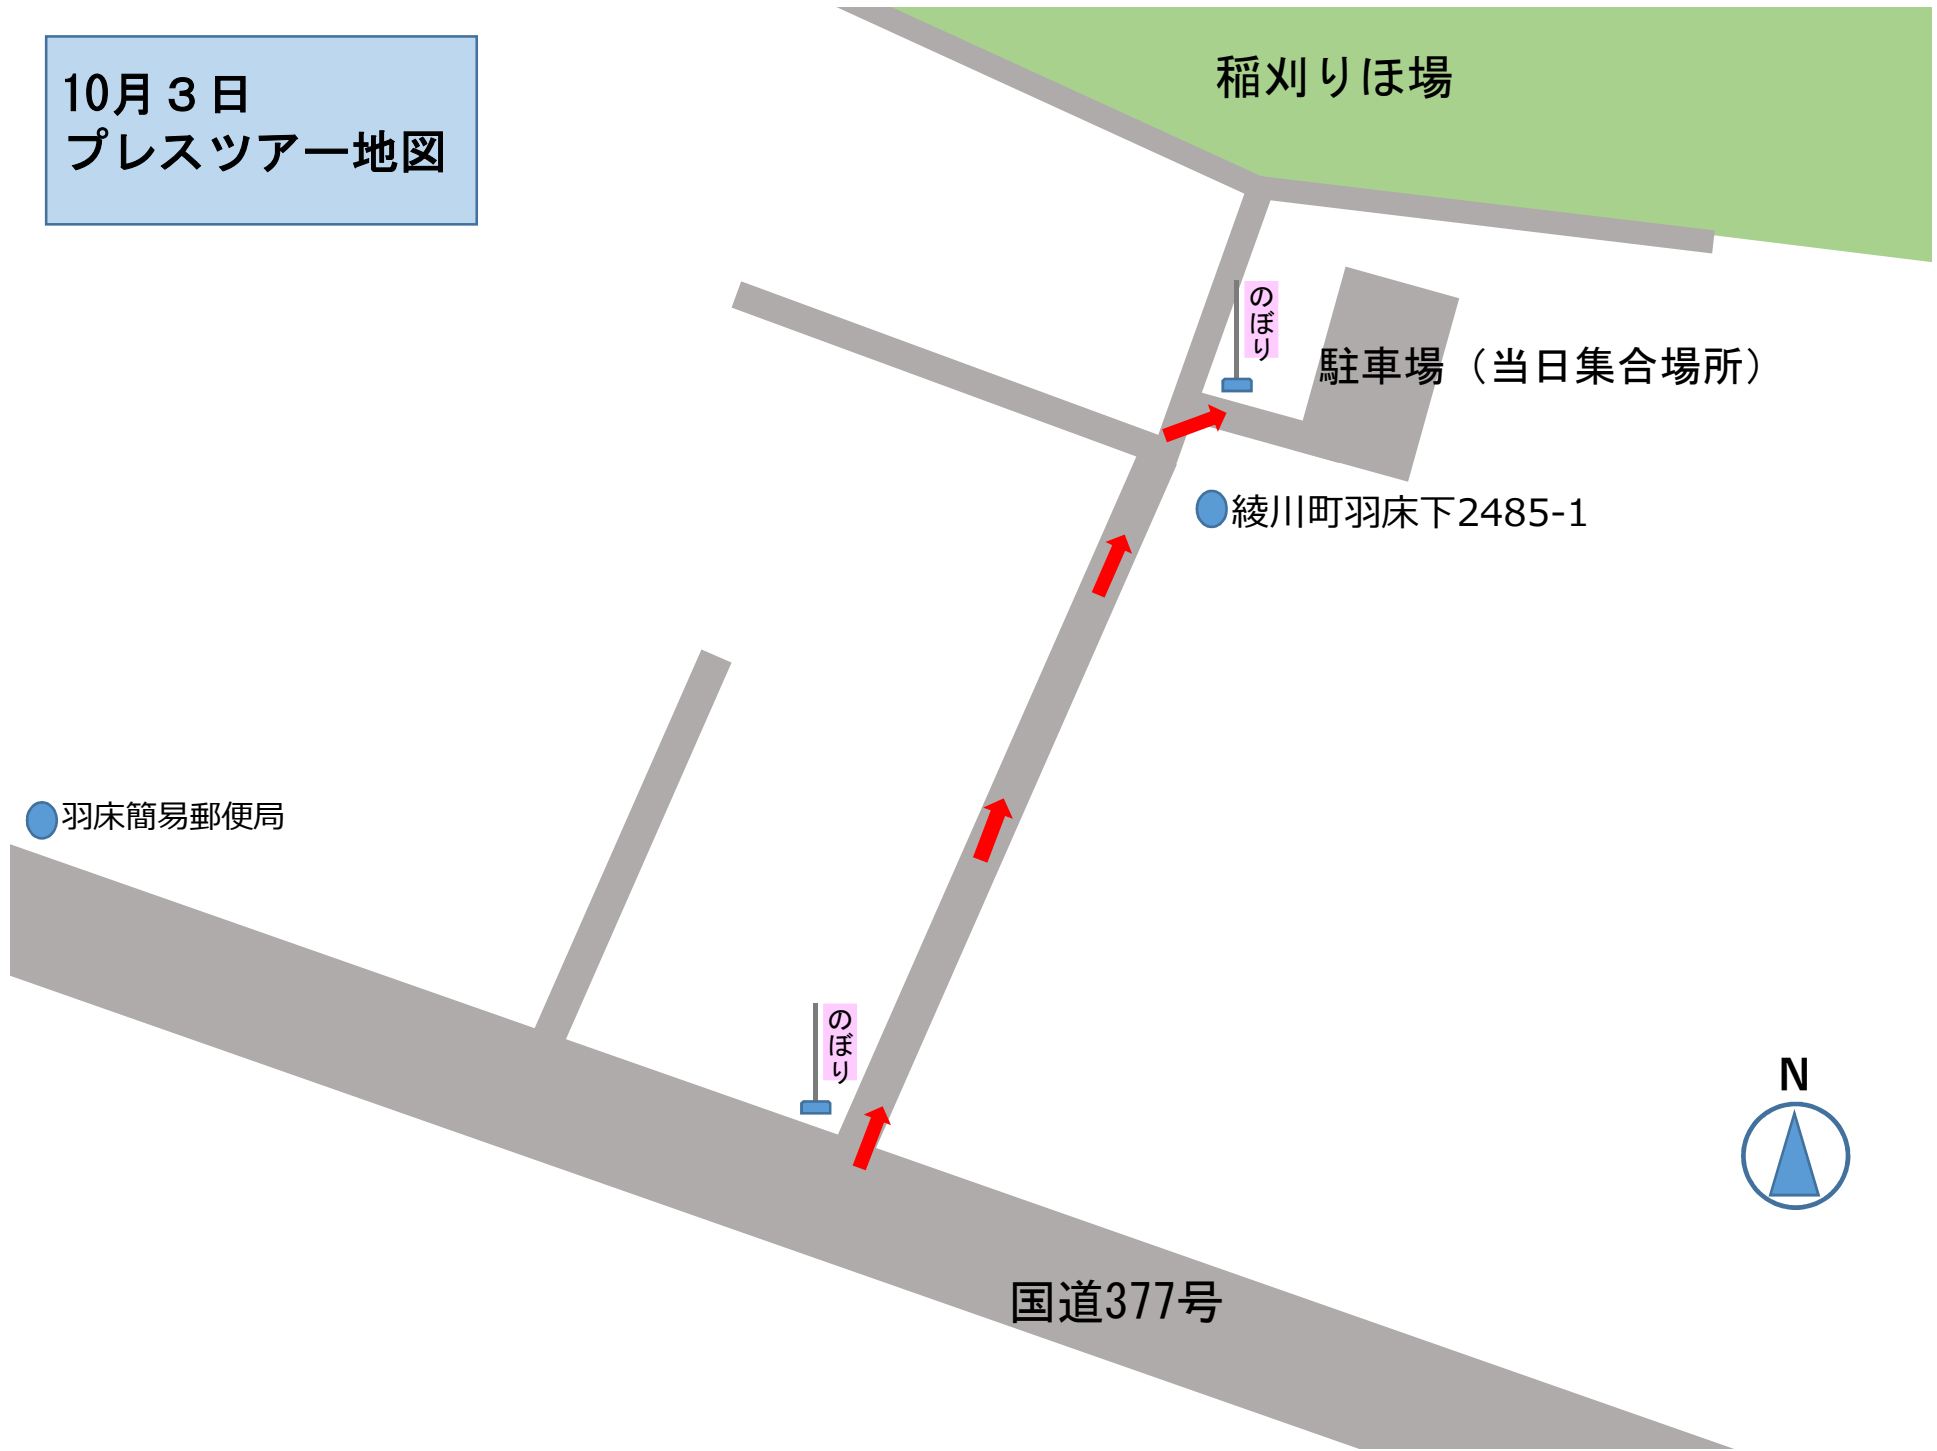 10月３日
プレスツアー地図
稲刈りほ場
のぼり
駐車場（当日集合場所）
綾川町羽床下2485-1
羽床簡易郵便局
のぼり
N
国道377号